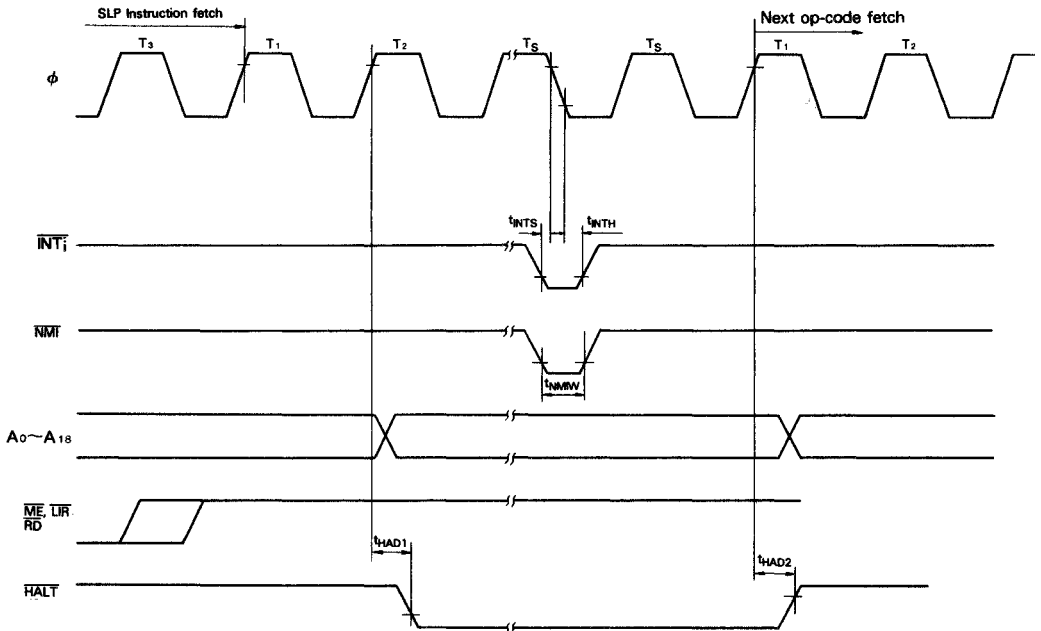 SLP Instruction fetch
Next op-code fetch
T3 T1 T2 TS TS T1 T2
φ
tINTS tINTH
INTi
NMI
tNMIW
A0~A18
ME, LIR
RD
tHAD1 tHAD2
HALT